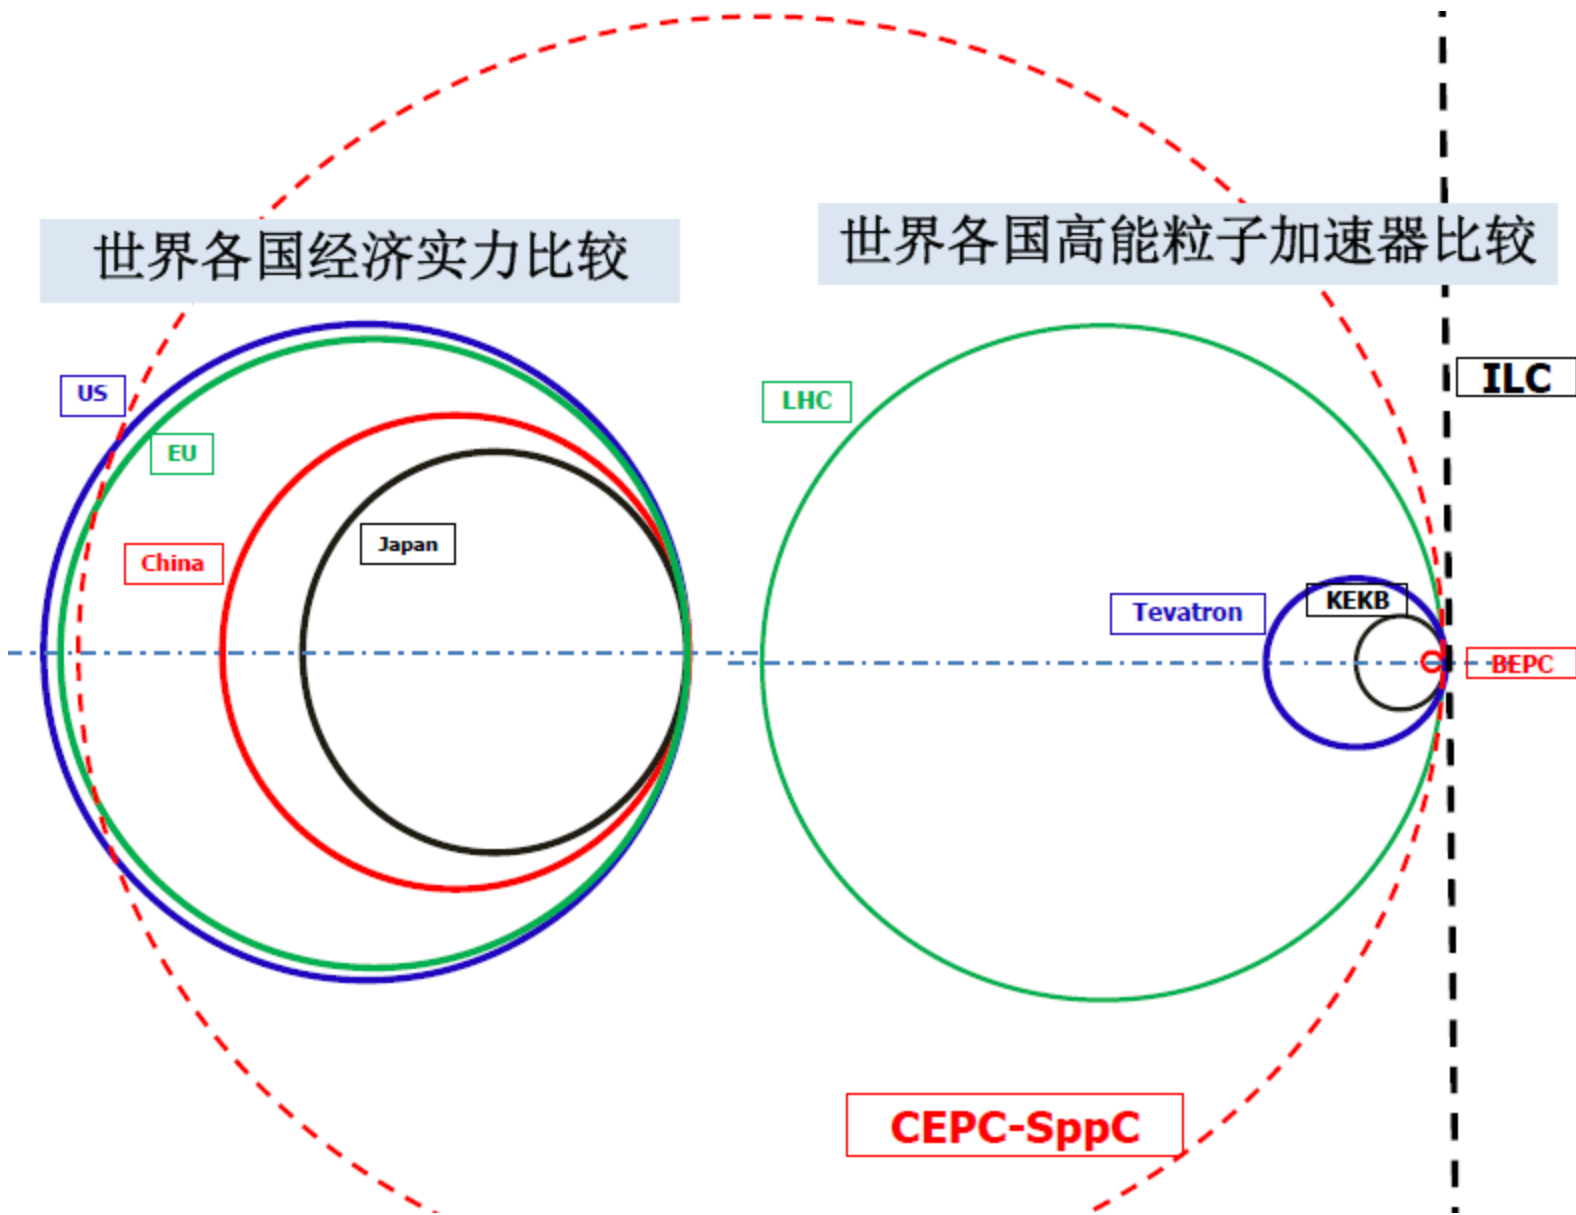 世界各国经济实力比较
世界各国高能粒子加速器比较
US
EU
China
Japan
LHC
ILC
Tevatron
KEKB
BEPC
CEPC-SppC